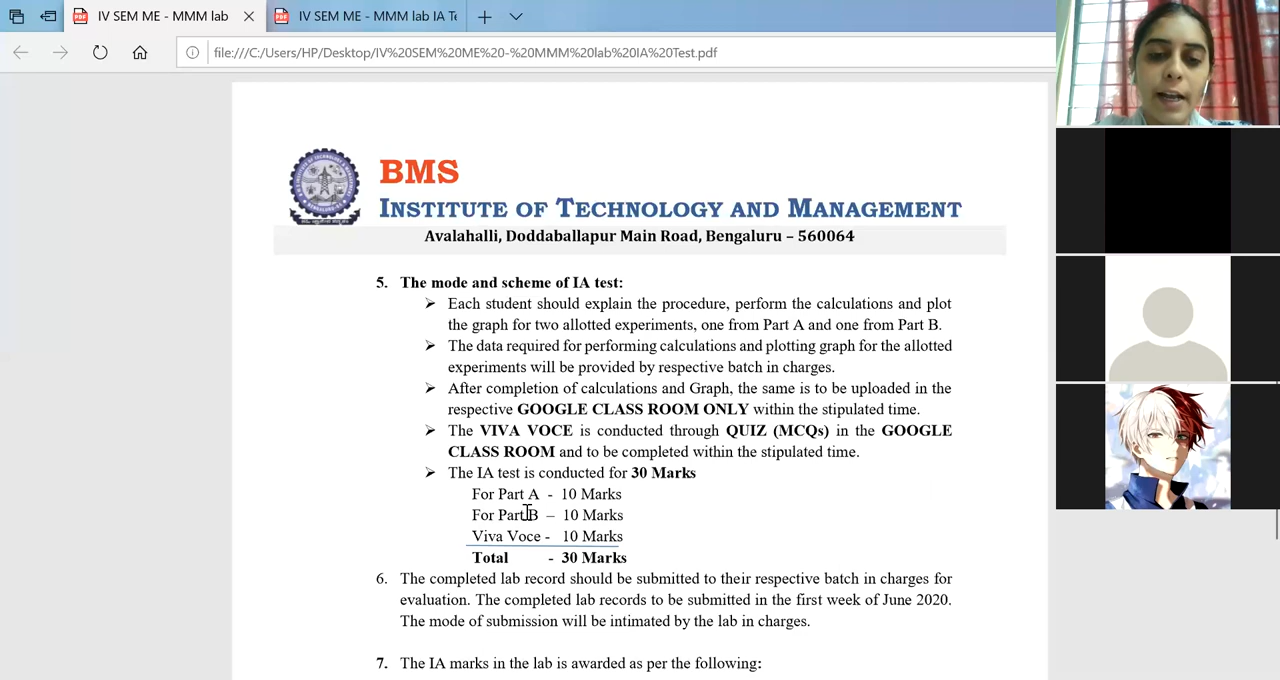 IV SEM ME - MMM lab
IV SEM ME - MMM lab IA Te
file:///C:/Users/HP/Desktop/IV%20SEM%20ME%20-%20MMM%20lab%20IA%20Test.pdf
BMS
INSTITUTE OF TECHNOLOGY AND MANAGEMENT
Avalahalli, Doddaballapur Main Road, Bengaluru – 560064
5. The mode and scheme of IA test:
➢ Each student should explain the procedure, perform the calculations and plot
the graph for two allotted experiments, one from Part A and one from Part B.
➢ The data required for performing calculations and plotting graph for the allotted
experiments will be provided by respective batch in charges.
➢ After completion of calculations and Graph, the same is to be uploaded in the
respective GOOGLE CLASS ROOM ONLY within the stipulated time.
➢ The VIVA VOCE is conducted through QUIZ (MCQs) in the GOOGLE
CLASS ROOM and to be completed within the stipulated time.
➢ The IA test is conducted for 30 Marks
For Part A - 10 Marks
For Part B – 10 Marks
Viva Voce - 10 Marks
Total - 30 Marks
6. The completed lab record should be submitted to their respective batch in charges for
evaluation. The completed lab records to be submitted in the first week of June 2020.
The mode of submission will be intimated by the lab in charges.
7. The IA marks in the lab is awarded as per the following: